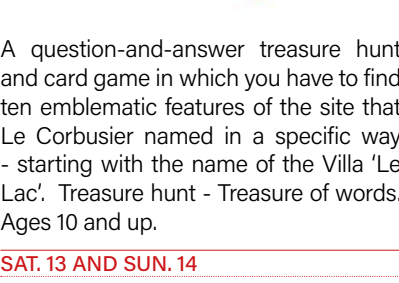 A question-and-answer treasure hunt
and card game in which you have to find
ten emblematic features of the site that
Le Corbusier named in a specific way
- starting with the name of the Villa ‘Le
Lac’. Treasure hunt - Treasure of words.
Ages 10 and up.
SAT. 13 AND SUN. 14